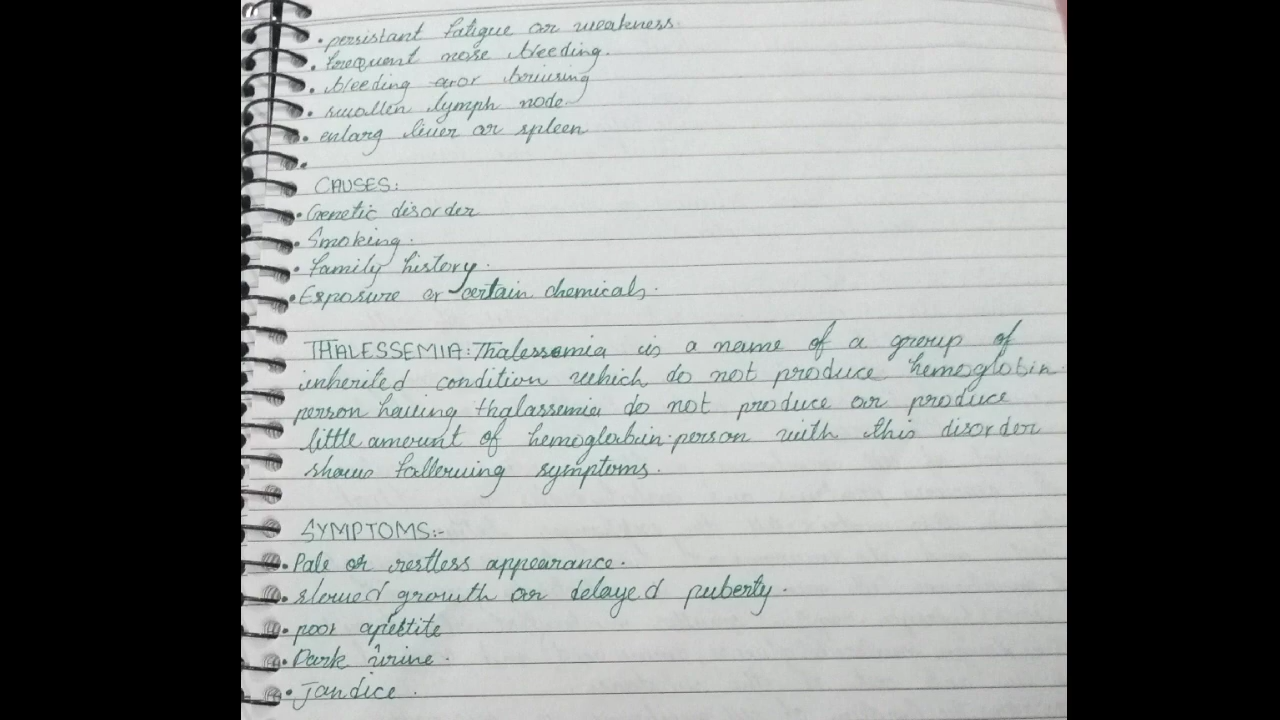 • persistant fatigue or weakness.
• frequent nose bleeding.
• bleeding or bruising
• swollen lymph node
• enlarg liver or spleen
•
CAUSES:
• Genetic disorder
• Smoking.
• family history.
• Exposure or certain chemicals.
THALESSEMIA: Thalessemia is a name of a group of
inherited condition which do not produce hemoglobin.
person having thalassemia do not produce or produce
little amount of hemoglobin. person with this disorder
shows following symptoms.
SYMPTOMS:-
• Pale or restless appearance.
• slowed growth or delayed puberty.
• poor apeetite
• Dark urine.
• Jandice.